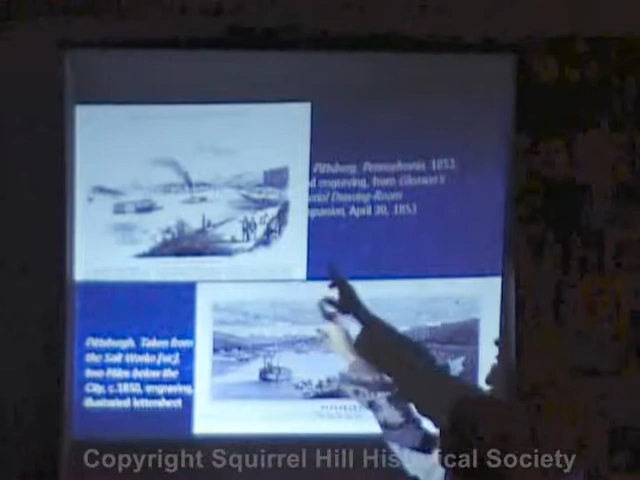 Pittsburg, Pennsylvania, 1853,
engraving, from Gleason's
Drawing-Room
April 30, 1853
Pittsburgh. Taken from
the Salt Works [sic],
two Miles below the
City, c.1850, engraving,
illustrated lettersheet
Copyright Squirrel Hill Historical Society